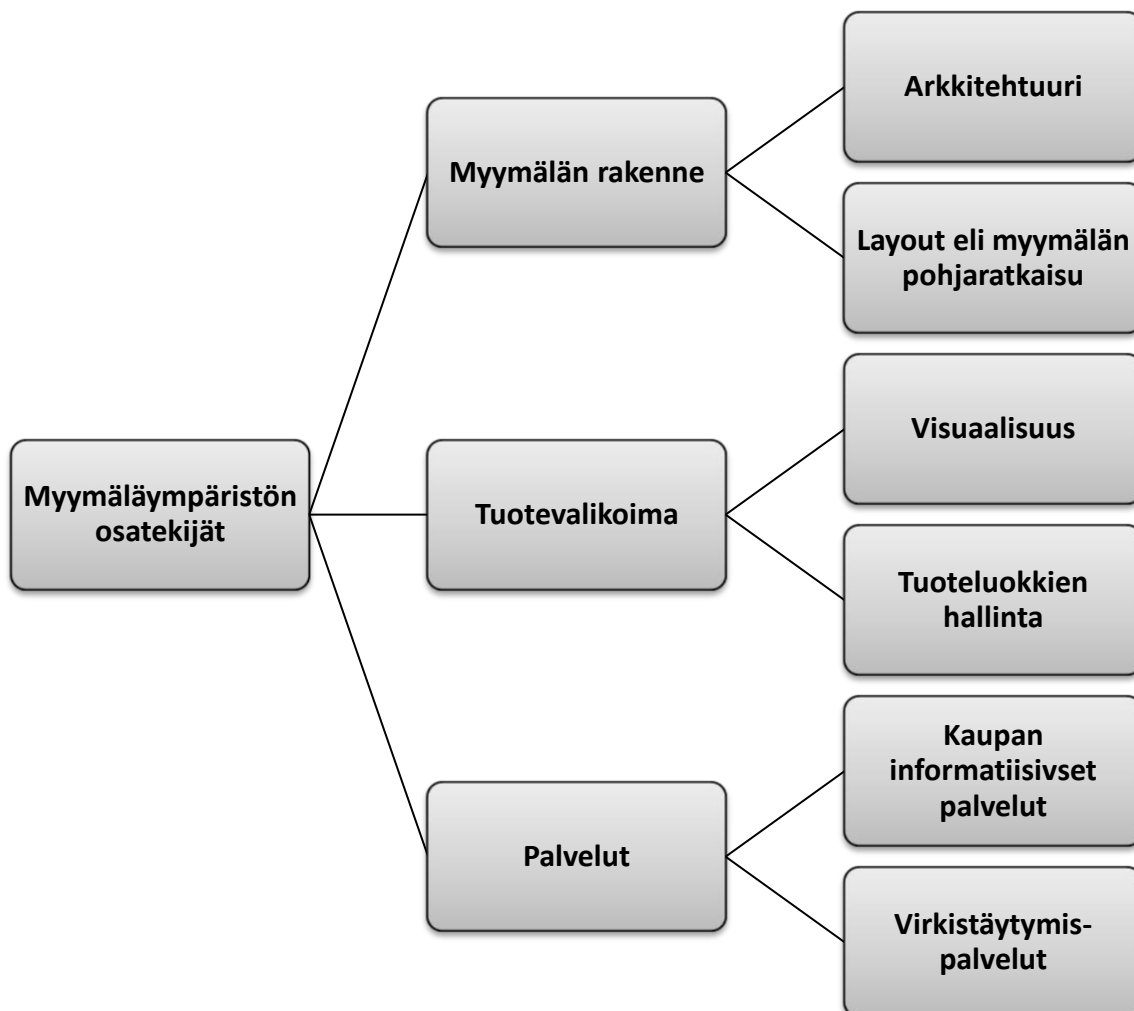 Myymäläympäristön
osatekijät
Myymälän rakenne
Arkkitehtuuri
Layout eli myymälän
pohjaratkaisu
Tuotevalikoima
Visuaalisuus
Tuoteluokkien
hallinta
Palvelut
Kaupan
informatiisivset
palvelut
Virkistäytymis-
palvelut